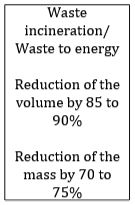 Waste
incineration/
Waste to energy
Reduction of the
volume by 85 to
90%
Reduction of the
mass by 70 to
75%